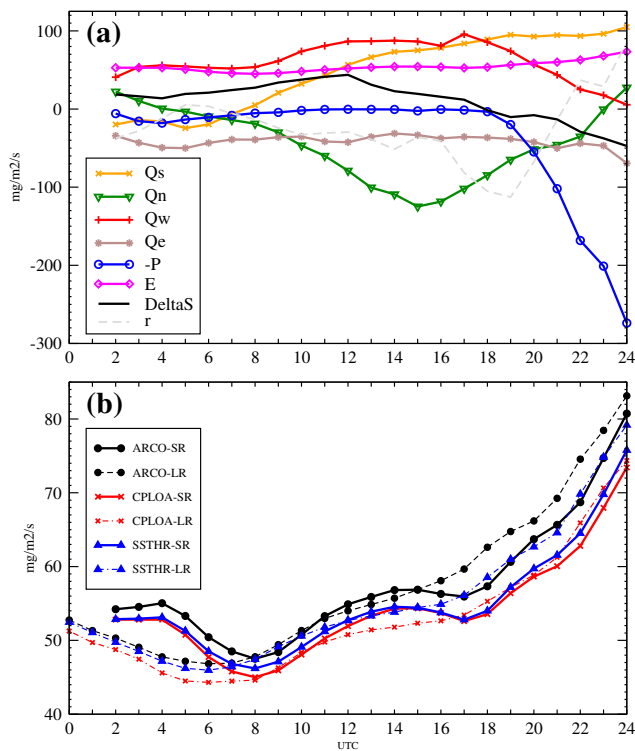 (a)
100
0
-100
-200
-300
mg/m2/s
Qs
Qn
Qw
Qe
-P
E
DeltaS
r
0 2 4 6 8 10 12 14 16 18 20 22 24
(b)
80
70
60
50
40
mg/m2/s
ARCO-SR
ARCO-LR
CPLOA-SR
CPLOA-LR
SSTHR-SR
SSTHR-LR
0 2 4 6 8 10 12 14 16 18 20 22 24
UTC